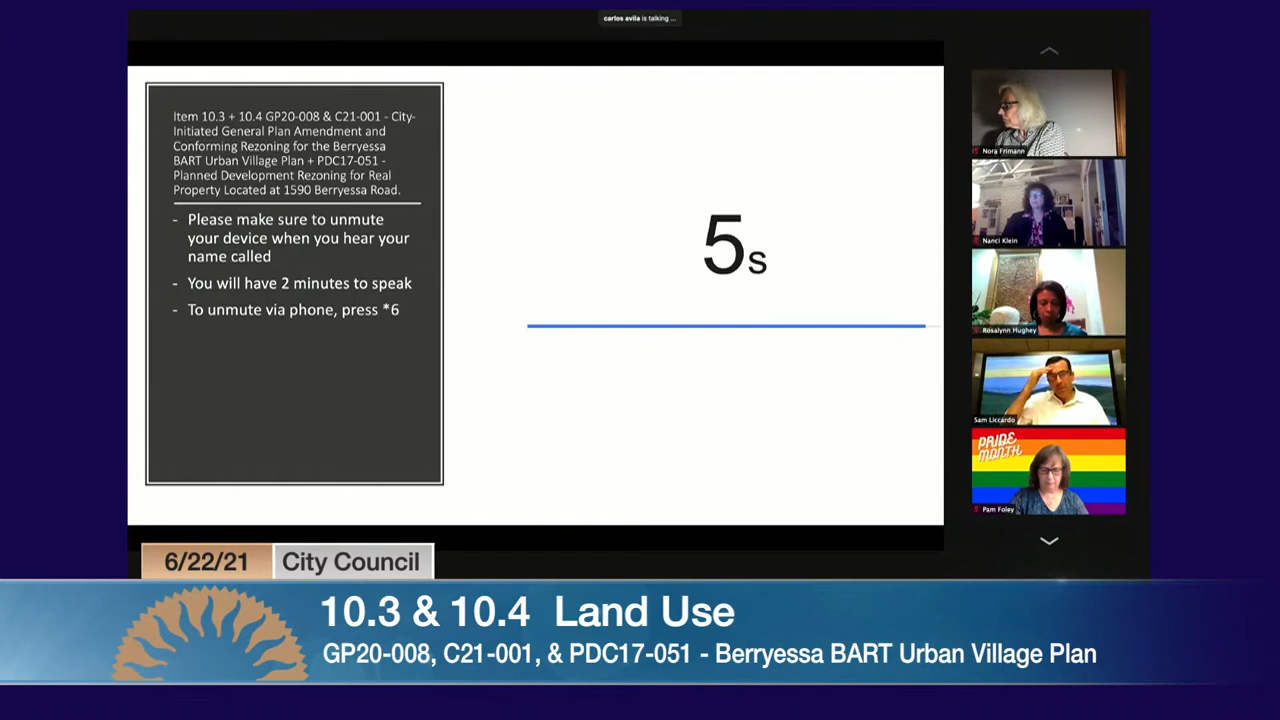 carlos avila is talking ...
Item 10.3 + 10.4 GP20-008 & C21-001 - City-
Initiated General Plan Amendment and
Conforming Rezoning for the Berryessa
BART Urban Village Plan + PDC17-051 -
Planned Development Rezoning for Real
Property Located at 1590 Berryessa Road.
- Please make sure to unmute
your device when you hear your
name called
- You will have 2 minutes to speak
- To unmute via phone, press *6
5s
Nora Frimann
Nanci Klein
Rosalynn Hughey
Sam Liccardo
PRIDE
MONTH
Pam Foley
6/22/21 City Council
10.3 & 10.4 Land Use
GP20-008, C21-001, & PDC17-051 - Berryessa BART Urban Village Plan